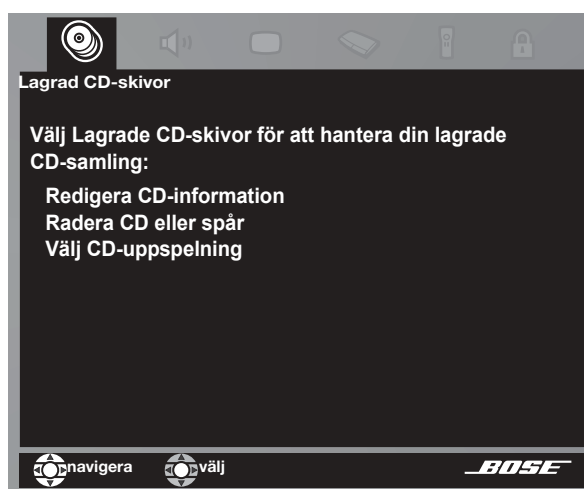 Lagrad CD-skivor
Välj Lagrade CD-skivor för att hantera din lagrade
CD-samling:
Redigera CD-information
Radera CD eller spår
Välj CD-uppspelning
navigera välj BOSE